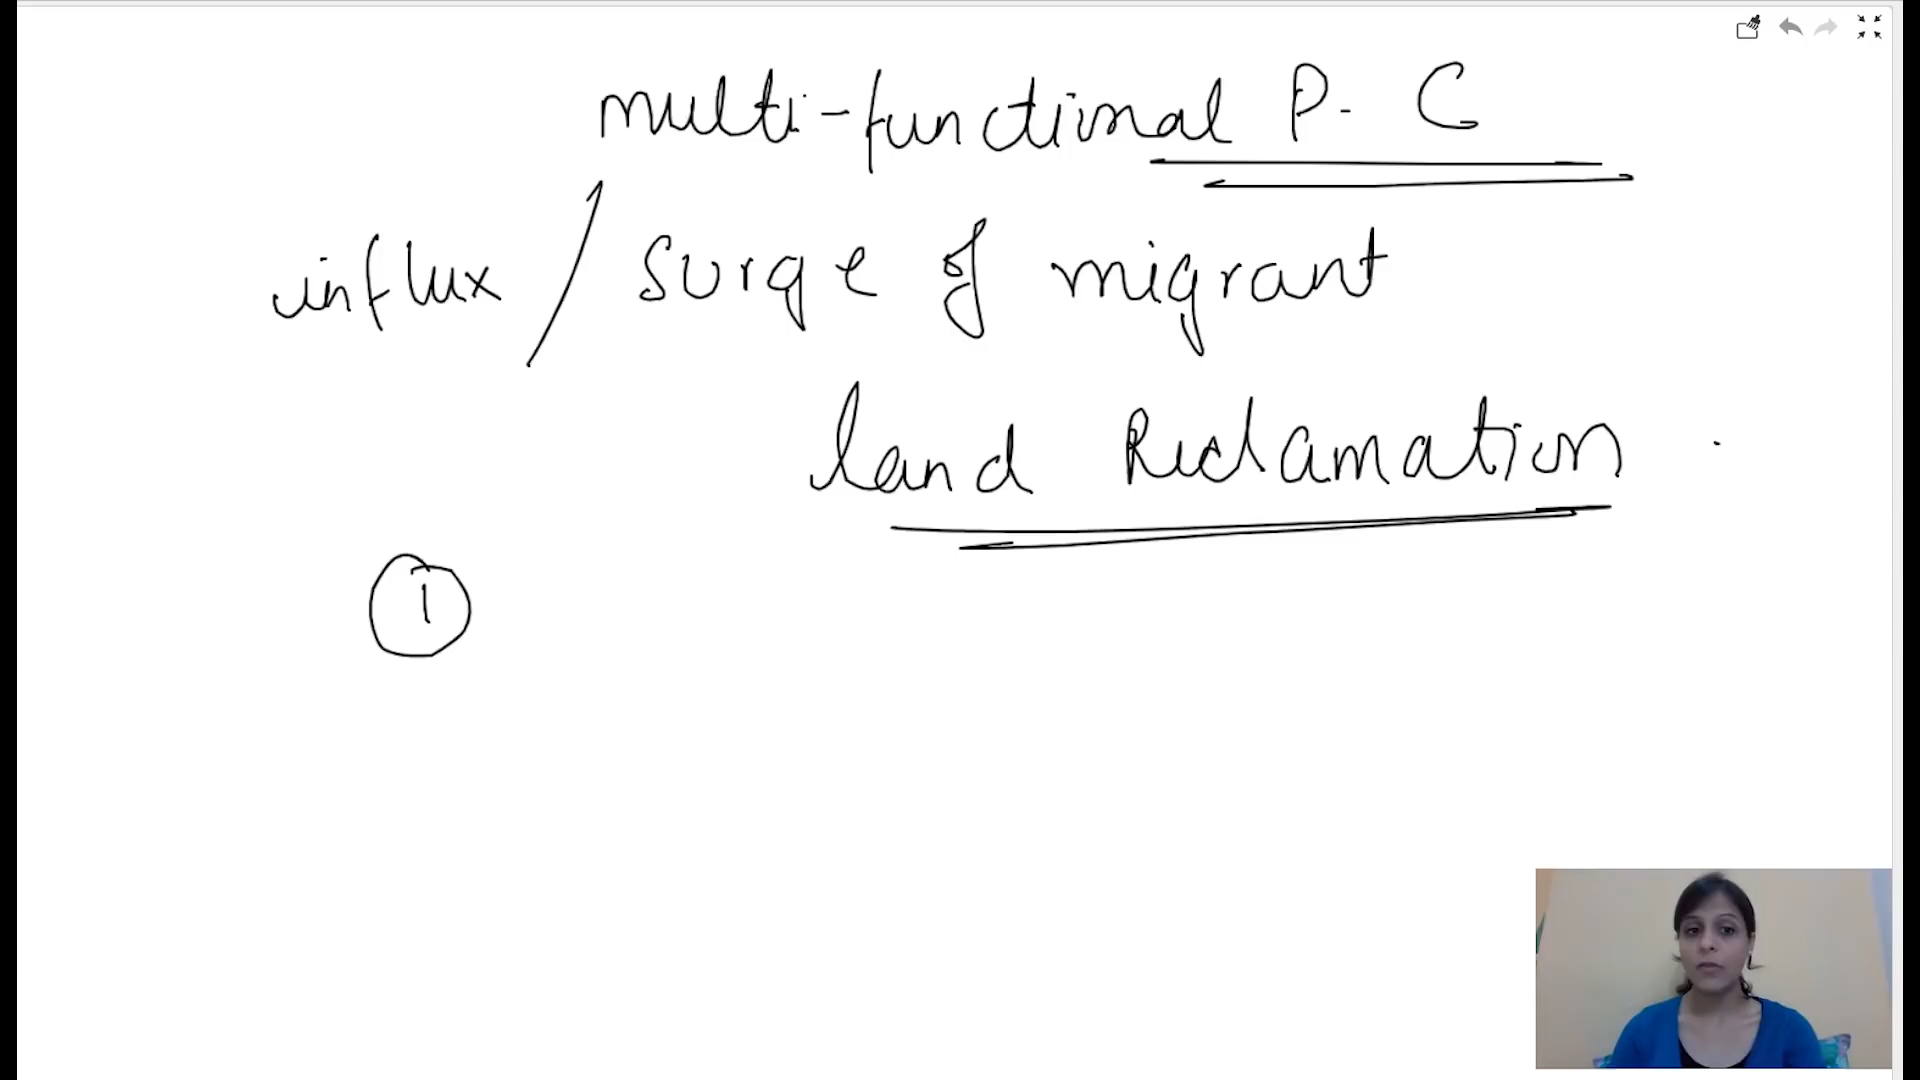 multi-functional P. C
influx / surge of migrant
land Reclamation
1